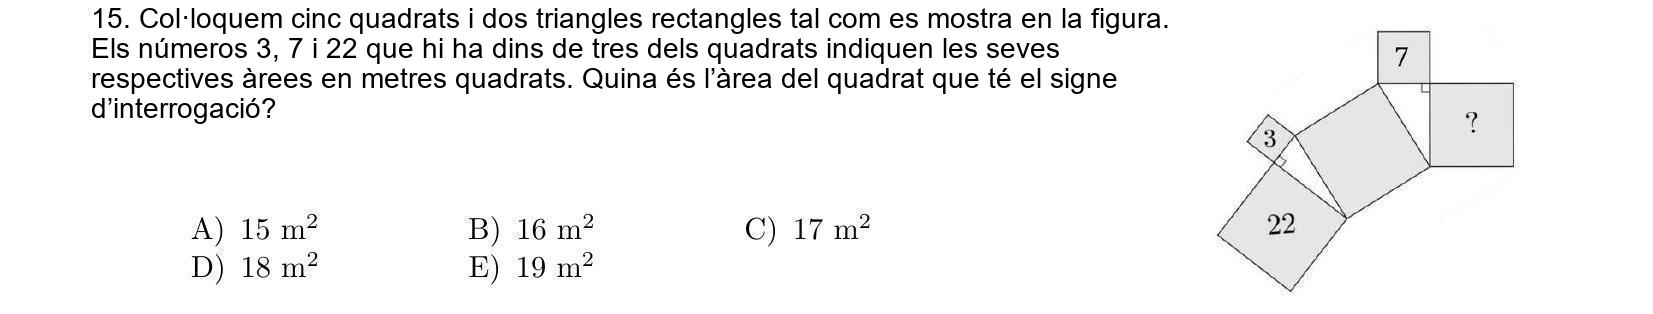 15. Col·loquem cinc quadrats i dos triangles rectangles tal com es mostra en la figura.
Els números 3, 7 i 22 que hi ha dins de tres dels quadrats indiquen les seves
respectives àrees en metres quadrats. Quina és l’àrea del quadrat que té el signe
d’interrogació?
7
?
3
22
A) 15 m² B) 16 m² C) 17 m²
D) 18 m² E) 19 m²